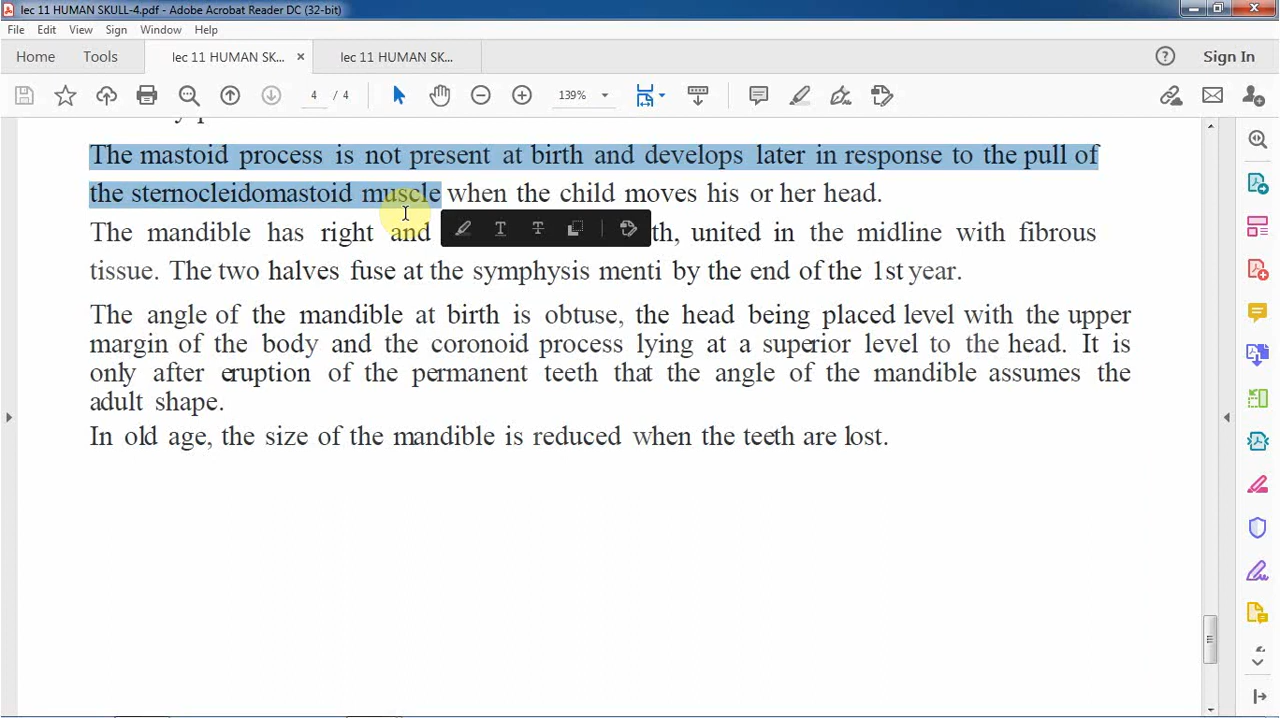 lec 11 HUMAN SKULL-4.pdf - Adobe Acrobat Reader DC (32-bit)
File Edit View Sign Window Help
Home Tools lec 11 HUMAN SK... × lec 11 HUMAN SK... Sign In
4 / 4 139%
The mastoid process is not present at birth and develops later in response to the pull of
the sternocleidomastoid muscle when the child moves his or her head.
The mandible has right and th, united in the midline with fibrous
tissue. The two halves fuse at the symphysis menti by the end of the 1st year.
The angle of the mandible at birth is obtuse, the head being placed level with the upper
margin of the body and the coronoid process lying at a superior level to the head. It is
only after eruption of the permanent teeth that the angle of the mandible assumes the
adult shape.
In old age, the size of the mandible is reduced when the teeth are lost.